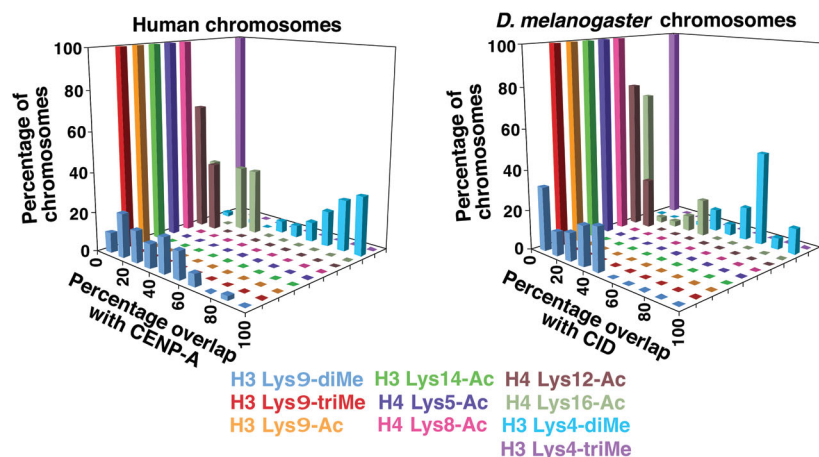 Human chromosomes
D. melanogaster chromosomes
Percentage of
chromosomes
100
80
60
40
20
0
0
20
40
60
80
100
Percentage overlap
with CENP-A
Percentage of
chromosomes
100
80
60
40
20
0
0
20
40
60
80
100
Percentage overlap
with CID
H3 Lys9-diMe H3 Lys14-Ac H4 Lys12-Ac
H3 Lys9-triMe H4 Lys5-Ac H4 Lys16-Ac
H3 Lys9-Ac H4 Lys8-Ac H3 Lys4-diMe
H3 Lys4-triMe